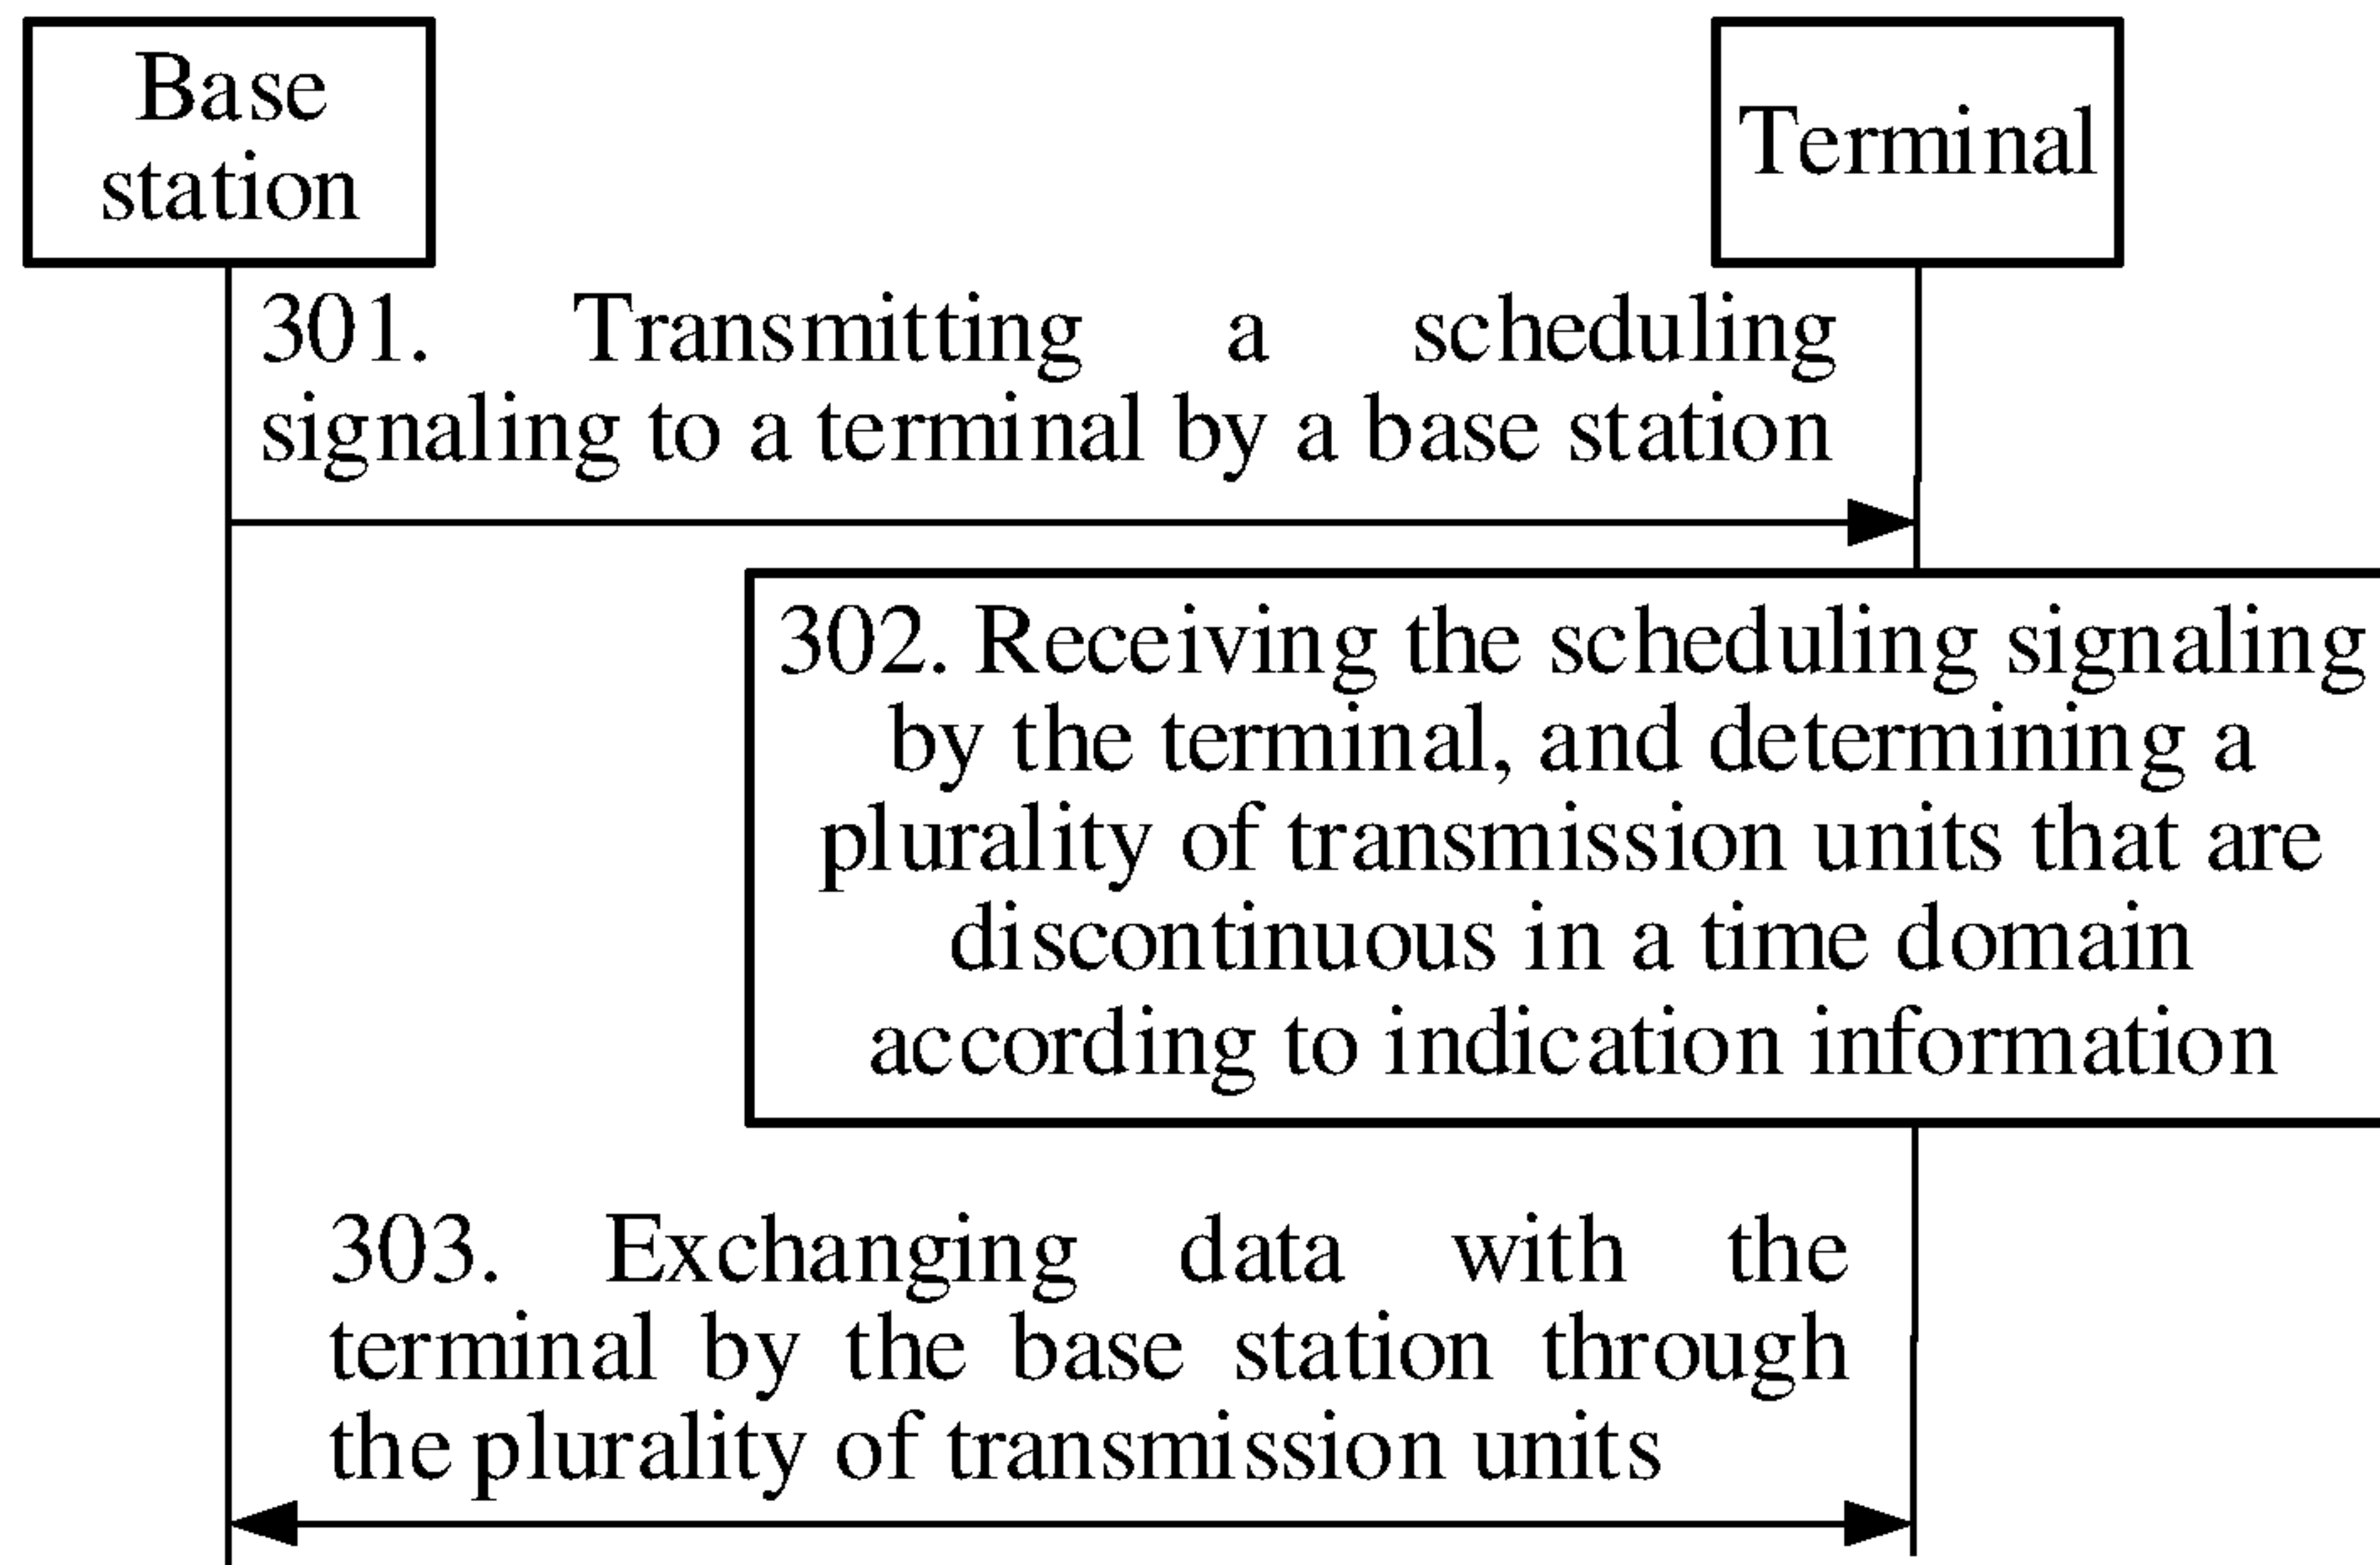 Base
station
Terminal
301. Transmitting a scheduling
signaling to a terminal by a base station
302. Receiving the scheduling signaling
by the terminal, and determining a
plurality of transmission units that are
discontinuous in a time domain
according to indication information
303. Exchanging data with the
terminal by the base station through
the plurality of transmission units